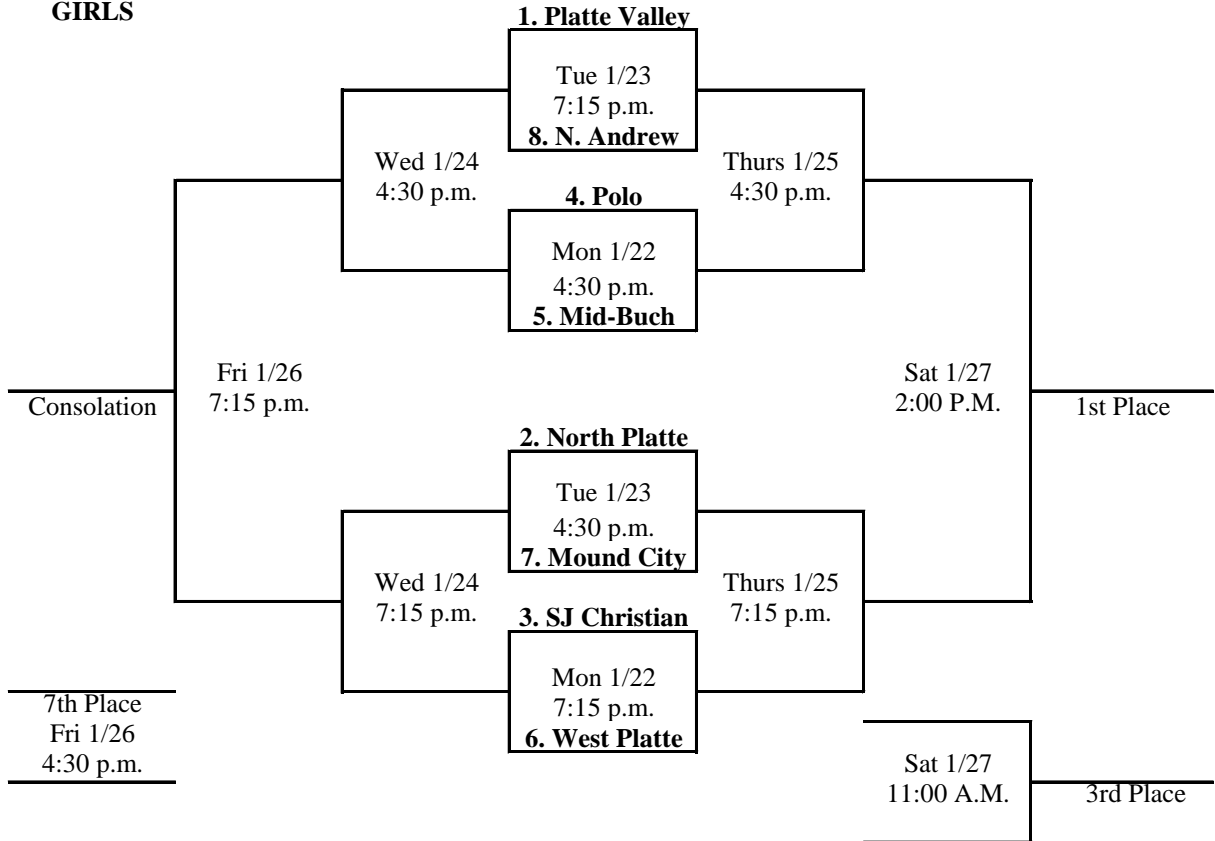 GIRLS
1. Platte Valley
Tue 1/23
7:15 p.m.
8. N. Andrew
Wed 1/24
4:30 p.m.
Thurs 1/25
4:30 p.m.
4. Polo
Mon 1/22
4:30 p.m.
5. Mid-Buch
Fri 1/26
7:15 p.m.
Consolation
Sat 1/27
2:00 P.M.
1st Place
2. North Platte
Tue 1/23
4:30 p.m.
7. Mound City
Wed 1/24
7:15 p.m.
Thurs 1/25
7:15 p.m.
3. SJ Christian
Mon 1/22
7:15 p.m.
6. West Platte
7th Place
Fri 1/26
4:30 p.m.
Sat 1/27
11:00 A.M.
3rd Place